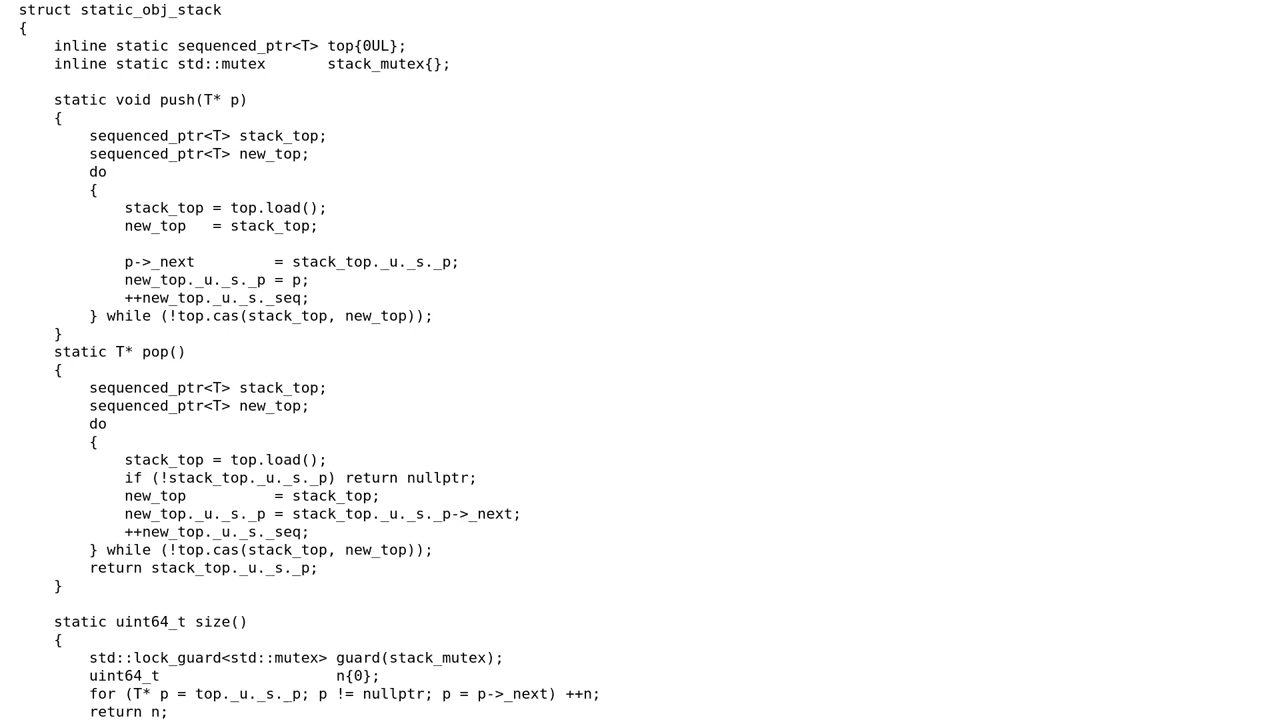 struct static_obj_stack
{
    inline static sequenced_ptr<T> top{0UL};
    inline static std::mutex       stack_mutex{};

    static void push(T* p)
    {
        sequenced_ptr<T> stack_top;
        sequenced_ptr<T> new_top;
        do
        {
            stack_top = top.load();
            new_top   = stack_top;

            p->_next         = stack_top._u._s._p;
            new_top._u._s._p = p;
            ++new_top._u._s._seq;
        } while (!top.cas(stack_top, new_top));
    }
    static T* pop()
    {
        sequenced_ptr<T> stack_top;
        sequenced_ptr<T> new_top;
        do
        {
            stack_top = top.load();
            if (!stack_top._u._s._p) return nullptr;
            new_top          = stack_top;
            new_top._u._s._p = stack_top._u._s._p->_next;
            ++new_top._u._s._seq;
        } while (!top.cas(stack_top, new_top));
        return stack_top._u._s._p;
    }

    static uint64_t size()
    {
        std::lock_guard<std::mutex> guard(stack_mutex);
        uint64_t                    n{0};
        for (T* p = top._u._s._p; p != nullptr; p = p->_next) ++n;
        return n;